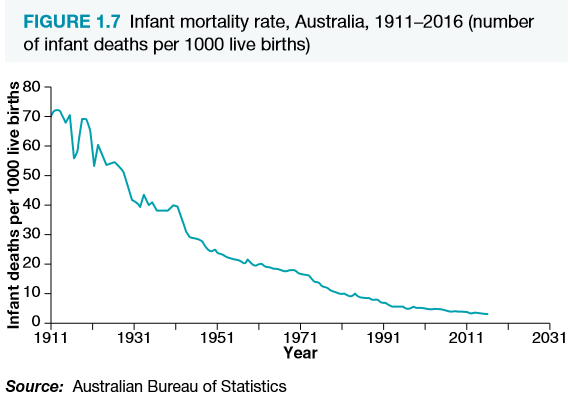 FIGURE 1.7 Infant mortality rate, Australia, 1911–2016 (number
of infant deaths per 1000 live births)
Infant deaths per 1000 live births
80
70
60
50
40
30
20
10
0
1911 1931 1951 1971 1991 2011 2031
Year
Source: Australian Bureau of Statistics